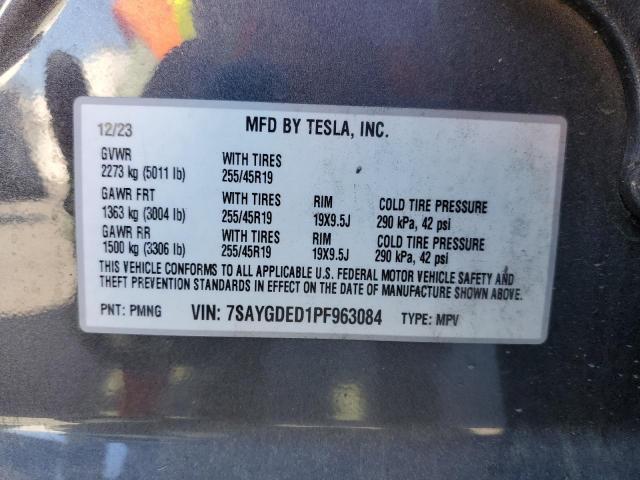 12/23 MFD BY TESLA, INC.
GVWR WITH TIRES
2273 kg (5011 lb) 255/45R19
GAWR FRT WITH TIRES RIM COLD TIRE PRESSURE
1363 kg (3004 lb) 255/45R19 19X9.5J 290 kPa, 42 psi
GAWR RR WITH TIRES RIM COLD TIRE PRESSURE
1500 kg (3306 lb) 255/45R19 19X9.5J 290 kPa, 42 psi
THIS VEHICLE CONFORMS TO ALL APPLICABLE U.S. FEDERAL MOTOR VEHICLE SAFETY AND
THEFT PREVENTION STANDARDS IN EFFECT ON THE DATE OF MANUFACTURE SHOWN ABOVE.
PNT: PMNG VIN: 7SAYGDED1PF963084 TYPE: MPV